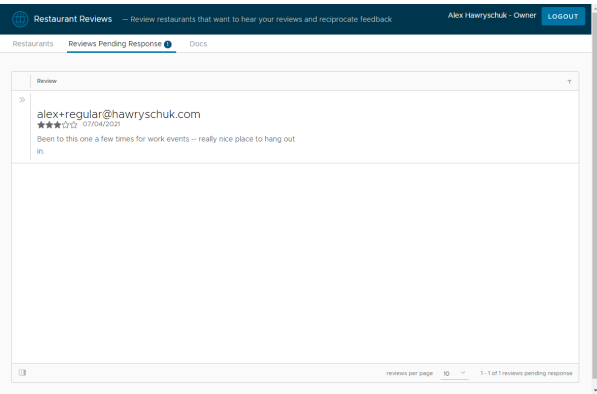 Restaurant Reviews — Review restaurants that want to hear your reviews and reciprocate feedback Alex Hawryschuk - Owner LOGOUT
Restaurants Reviews Pending Response 1 Docs
Review
alex+regular@hawryschuk.com
07/04/2021
Been to this one a few times for work events -- really nice place to hang out
in.
reviews per page 10 1 - 1 of 1 reviews pending response